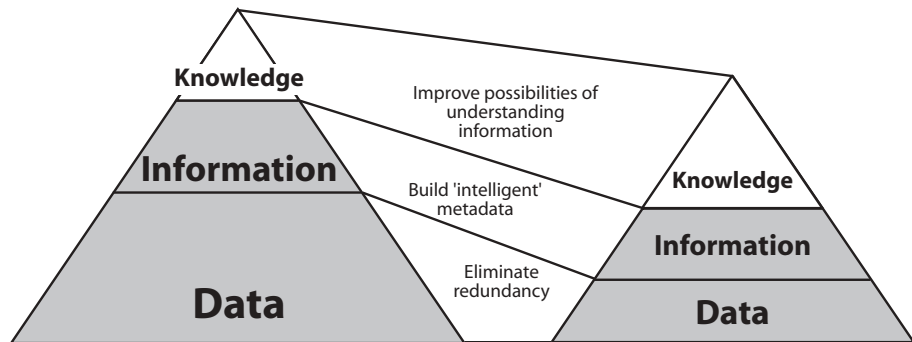 Knowledge
Information
Data
Improve possibilities of
understanding
information
Build 'intelligent'
metadata
Eliminate
redundancy
Knowledge
Information
Data